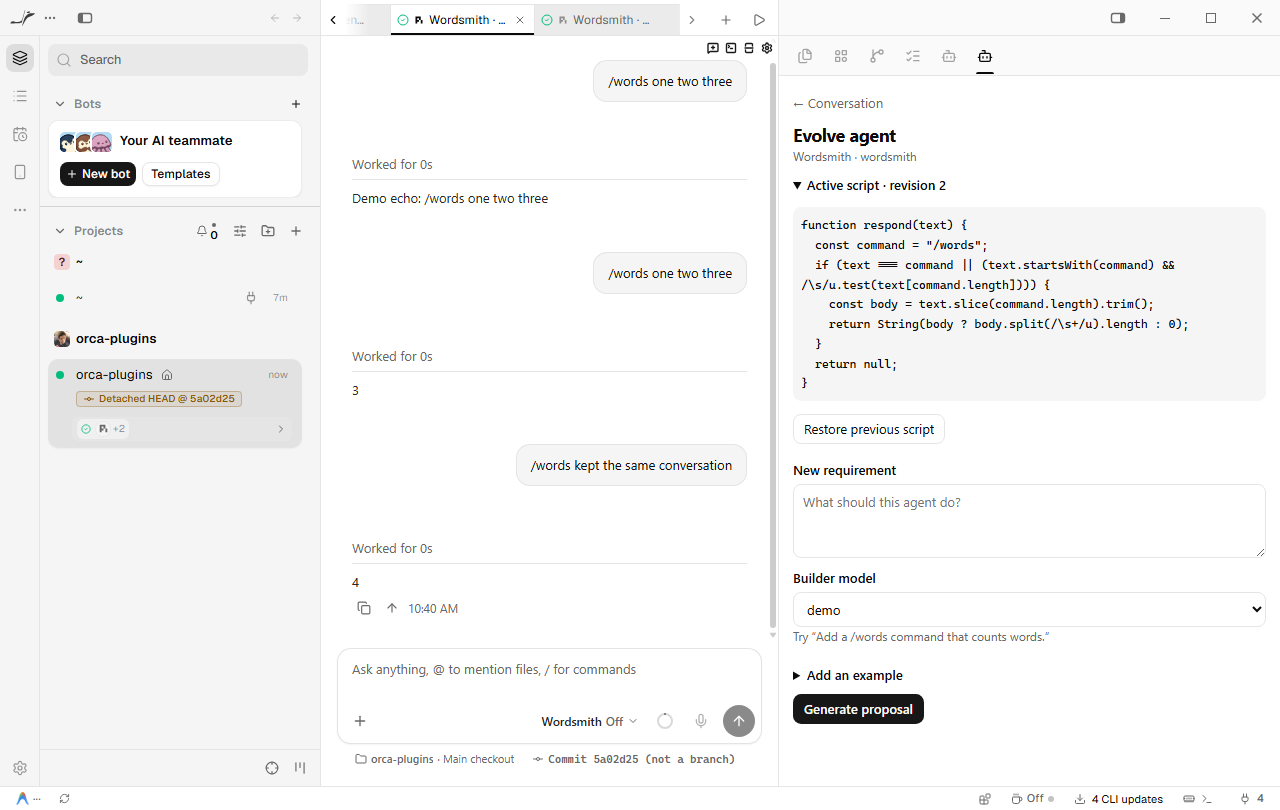 Search
Bots
Your AI teammate
New bot
Templates
Projects
0
? ~
~ 7m
orca-plugins
orca-plugins now
Detached HEAD @ 5a02d25
+2
Wordsmith · ...
Wordsmith · ...
/words one two three
Worked for 0s
Demo echo: /words one two three
/words one two three
Worked for 0s
3
/words kept the same conversation
Worked for 0s
4
10:40 AM
Ask anything, @ to mention files, / for commands
Wordsmith Off
orca-plugins · Main checkout
Commit 5a02d25 (not a branch)
← Conversation
Evolve agent
Wordsmith · wordsmith
▼ Active script · revision 2
function respond(text) {
const command = "/words";
if (text === command || (text.startsWith(command) &&
/\s/u.test(text[command.length]))) {
const body = text.slice(command.length).trim();
return String(body ? body.split(/\s+/u).length : 0);
}
return null;
}
Restore previous script
New requirement
What should this agent do?
Builder model
demo
Try “Add a /words command that counts words.”
▶ Add an example
Generate proposal
Off
4 CLI updates
4